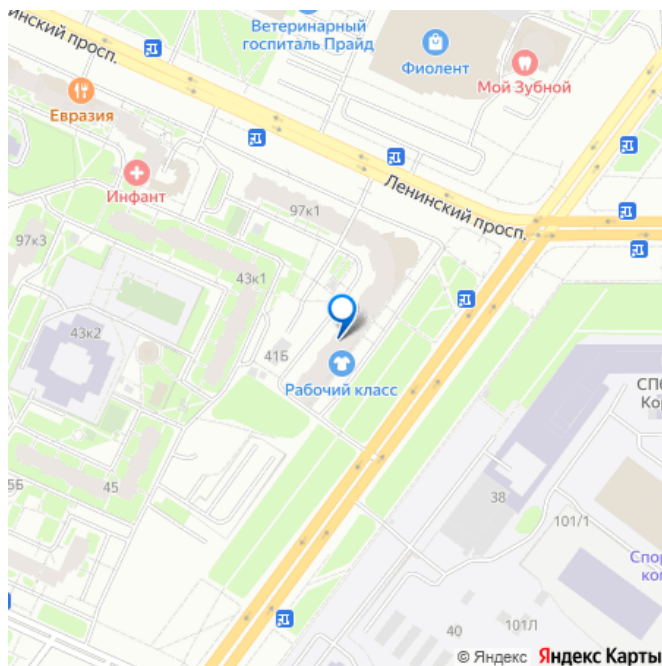 Ленинский просп.
Ветеринарный
госпиталь Прайд
Фиолент
Мой Зубной
Евразия
Инфант
97к1
Ленинский просп.
97к3
43к1
43к2
41Б
Рабочий класс
45
38
101/1
40
101Л
© Яндекс Яндекс Карты